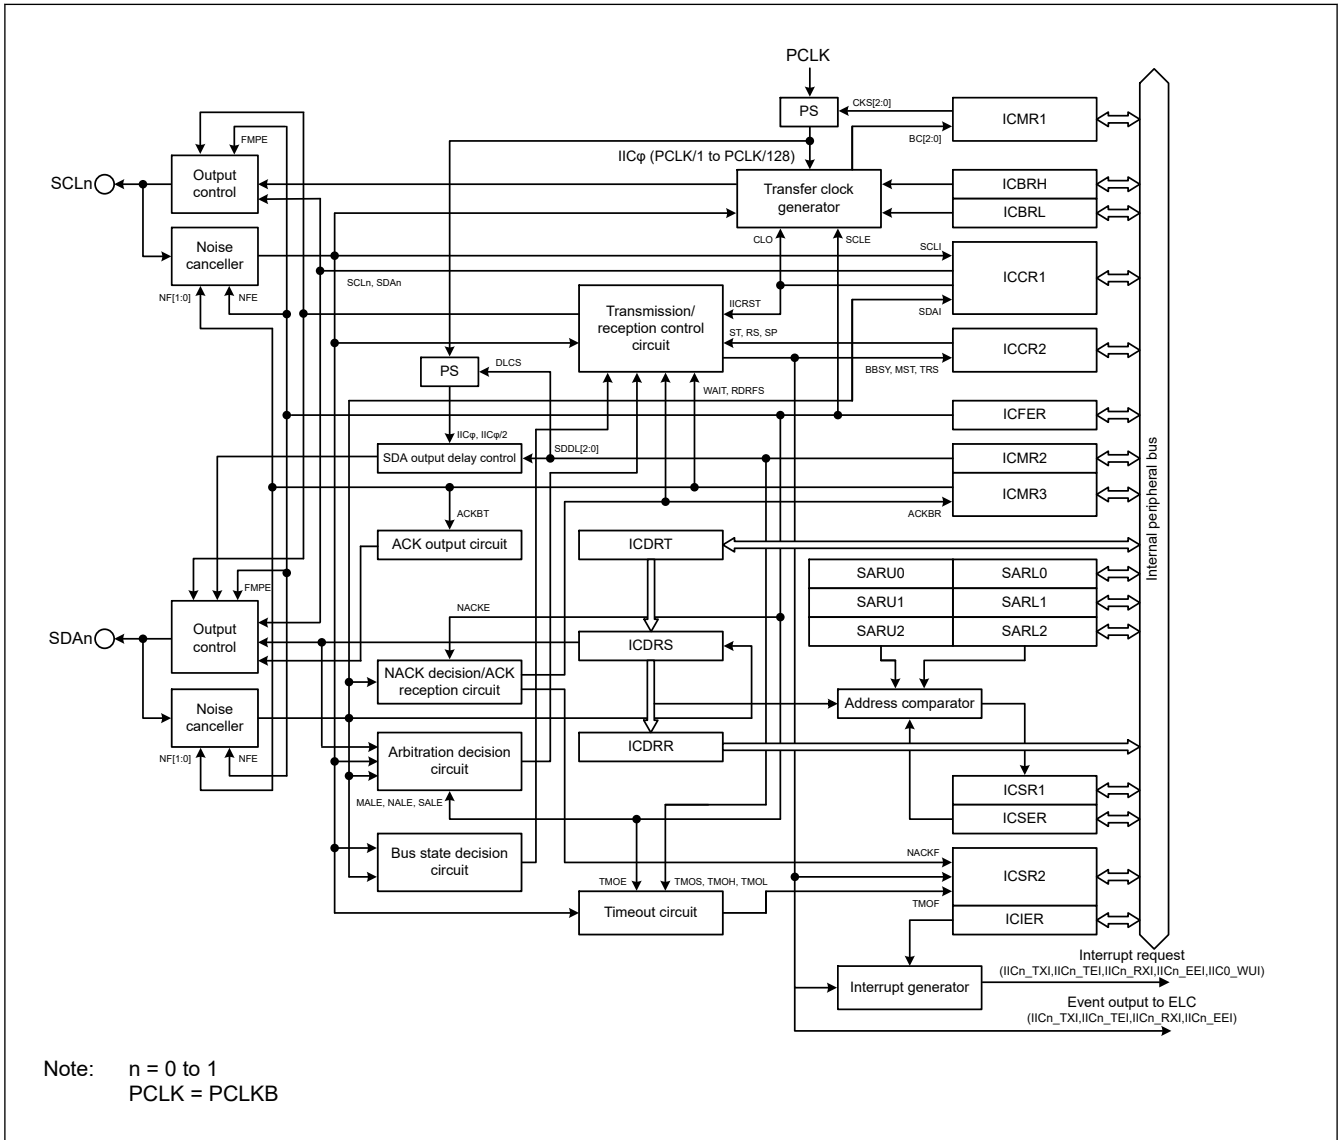 PCLK
PS
CKS[2:0]
ICMR1
BC[2:0]
FMPE
IICφ (PCLK/1 to PCLK/128)
SCLn
Output
control
Transfer clock
generator
ICBRH
ICBRL
Noise
canceller
CLO
SCLE
SCLI
ICCR1
SCLn, SDAn
NF[1:0]
NFE
IICRST
SDAI
Transmission/
reception control
circuit
ST, RS, SP
ICCR2
BBSY, MST, TRS
PS
DLCS
WAIT, RDRFS
ICFER
IICφ, IICφ/2
SDA output delay control
SDDL[2:0]
ICMR2
ICMR3
ACKBT
ACKBR
ACK output circuit
ICDRT
Internal peripheral bus
SARU0
SARL0
FMPE
SARU1
SARL1
NACKE
SDAn
Output
control
ICDRS
SARU2
SARL2
NACK decision/ACK
reception circuit
Noise
canceller
Address comparator
NF[1:0]
NFE
Arbitration decision
circuit
ICDRR
MALE, NALE, SALE
ICSR1
ICSER
Bus state decision
circuit
NACKF
ICSR2
TMOE
TMOS, TMOH, TMOL
TMOF
Timeout circuit
ICIER
Interrupt generator
Interrupt request
(IICn_TXI,IICn_TEI,IICn_RXI,IICn_EEI,IIC0_WUI)
Event output to ELC
(IICn_TXI,IICn_TEI,IICn_RXI,IICn_EEI)
Note: n = 0 to 1
PCLK = PCLKB